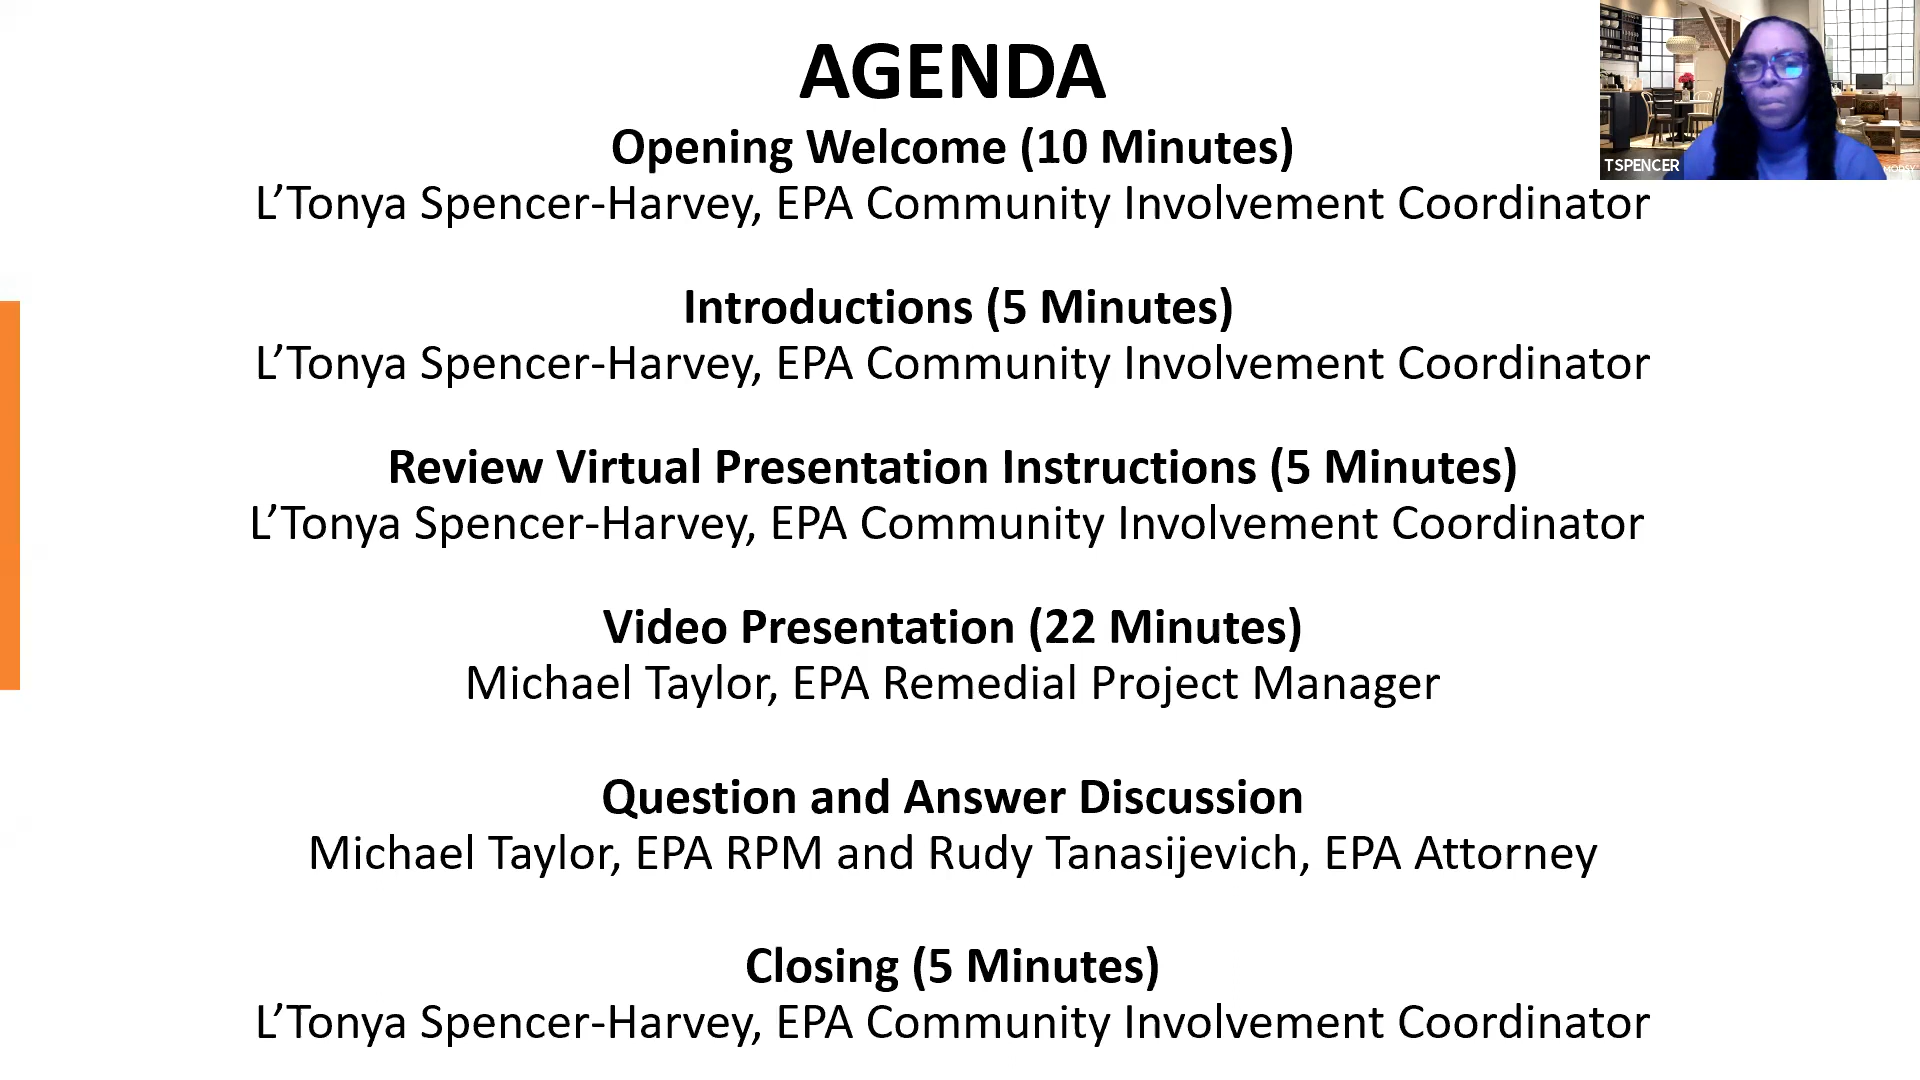 AGENDA
Opening Welcome (10 Minutes)
L’Tonya Spencer-Harvey, EPA Community Involvement Coordinator
Introductions (5 Minutes)
L’Tonya Spencer-Harvey, EPA Community Involvement Coordinator
Review Virtual Presentation Instructions (5 Minutes)
L’Tonya Spencer-Harvey, EPA Community Involvement Coordinator
Video Presentation (22 Minutes)
Michael Taylor, EPA Remedial Project Manager
Question and Answer Discussion
Michael Taylor, EPA RPM and Rudy Tanasijevich, EPA Attorney
Closing (5 Minutes)
L’Tonya Spencer-Harvey, EPA Community Involvement Coordinator
TSPENCER